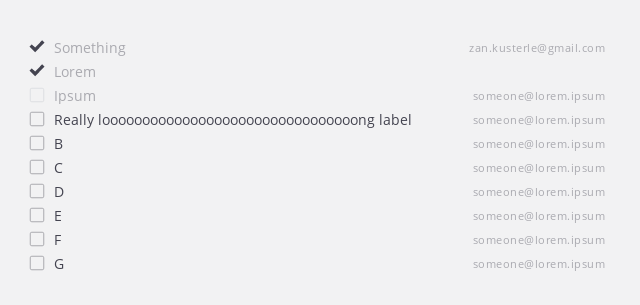 Something zan.kusterle@gmail.com
Lorem
Ipsum someone@lorem.ipsum
Really looooooooooooooooooooooooooooooooong label someone@lorem.ipsum
B someone@lorem.ipsum
C someone@lorem.ipsum
D someone@lorem.ipsum
E someone@lorem.ipsum
F someone@lorem.ipsum
G someone@lorem.ipsum